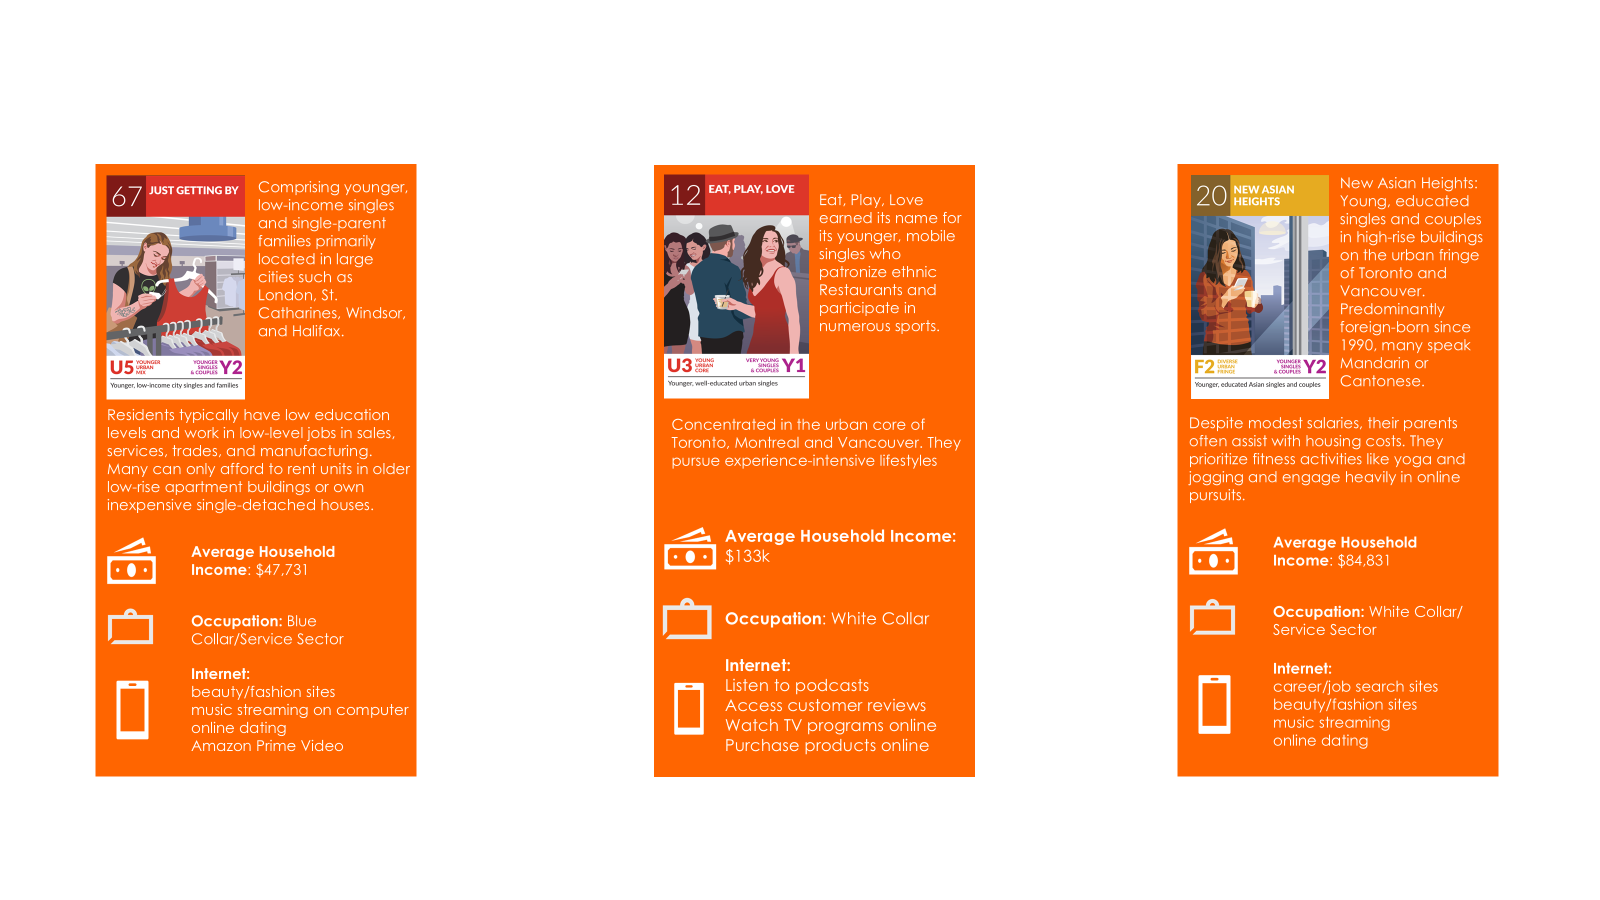 67 JUST GETTING BY
Comprising younger,
low-income singles
and single-parent
families primarily
located in large
cities such as
London, St.
Catharines, Windsor,
and Halifax.
U5 YOUNGER
URBAN
MIX
YOUNGER
SINGLES
& COUPLES Y2
Younger, low-income city singles and families
Residents typically have low education
levels and work in low-level jobs in sales,
services, trades, and manufacturing.
Many can only afford to rent units in older
low-rise apartment buildings or own
inexpensive single-detached houses.
Average Household
Income: $47,731
Occupation: Blue
Collar/Service Sector
Internet:
beauty/fashion sites
music streaming on computer
online dating
Amazon Prime Video
12 EAT, PLAY, LOVE
Eat, Play, Love
earned its name for
its younger, mobile
singles who
patronize ethnic
Restaurants and
participate in
numerous sports.
U3 YOUNG
URBAN
CORE
VERY YOUNG
SINGLES
& COUPLES Y1
Younger, well-educated urban singles
Concentrated in the urban core of
Toronto, Montreal and Vancouver. They
pursue experience-intensive lifestyles
Average Household Income:
$133k
Occupation: White Collar
Internet:
Listen to podcasts
Access customer reviews
Watch TV programs online
Purchase products online
20 NEW ASIAN
HEIGHTS
New Asian Heights:
Young, educated
singles and couples
in high-rise buildings
on the urban fringe
of Toronto and
Vancouver.
Predominantly
foreign-born since
1990, many speak
Mandarin or
Cantonese.
F2 DIVERSE
URBAN
FRINGE
YOUNGER
SINGLES
& COUPLES Y2
Younger, educated Asian singles and couples
Despite modest salaries, their parents
often assist with housing costs. They
prioritize fitness activities like yoga and
jogging and engage heavily in online
pursuits.
Average Household
Income: $84,831
Occupation: White Collar/
Service Sector
Internet:
career/job search sites
beauty/fashion sites
music streaming
online dating